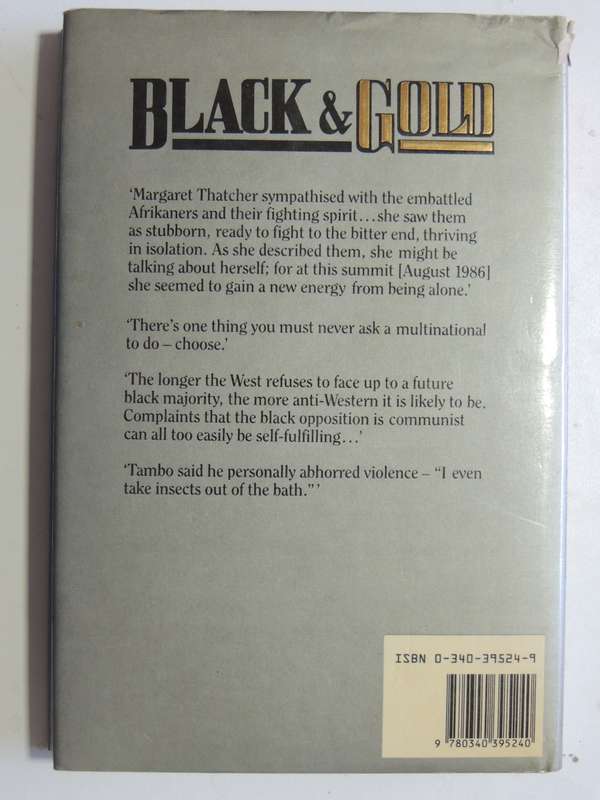 BLACK & GOLD
‘Margaret Thatcher sympathised with the embattled
Afrikaners and their fighting spirit...she saw them
as stubborn, ready to fight to the bitter end, thriving
in isolation. As she described them, she might be
talking about herself; for at this summit [August 1986]
she seemed to gain a new energy from being alone.’
‘There’s one thing you must never ask a multinational
to do – choose.’
‘The longer the West refuses to face up to a future
black majority, the more anti-Western it is likely to be.
Complaints that the black opposition is communist
can all too easily be self-fulfilling...’
‘Tambo said he personally abhorred violence – “I even
take insects out of the bath.” ’
ISBN 0-340-39524-9
9 780340 395240